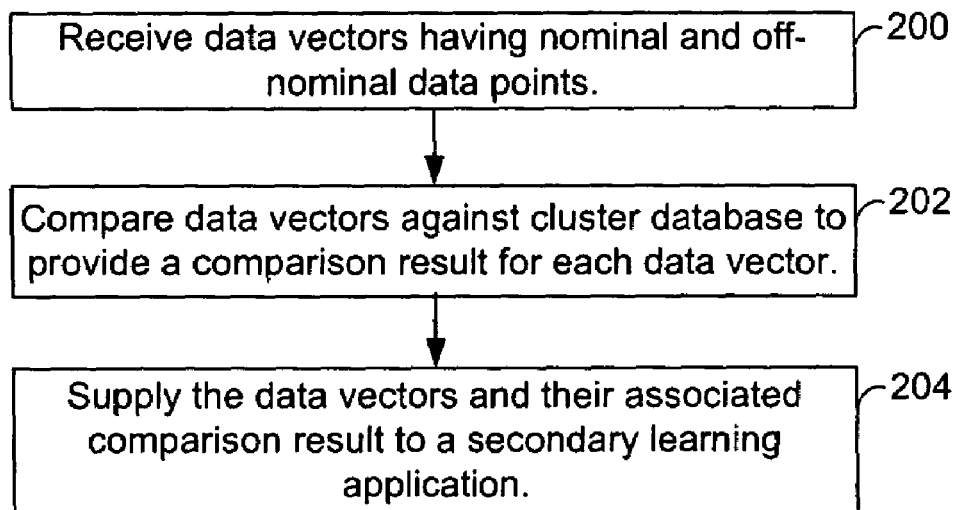 Receive data vectors having nominal and off-
nominal data points.
200
Compare data vectors against cluster database to
provide a comparison result for each data vector.
202
Supply the data vectors and their associated
comparison result to a secondary learning
application.
204